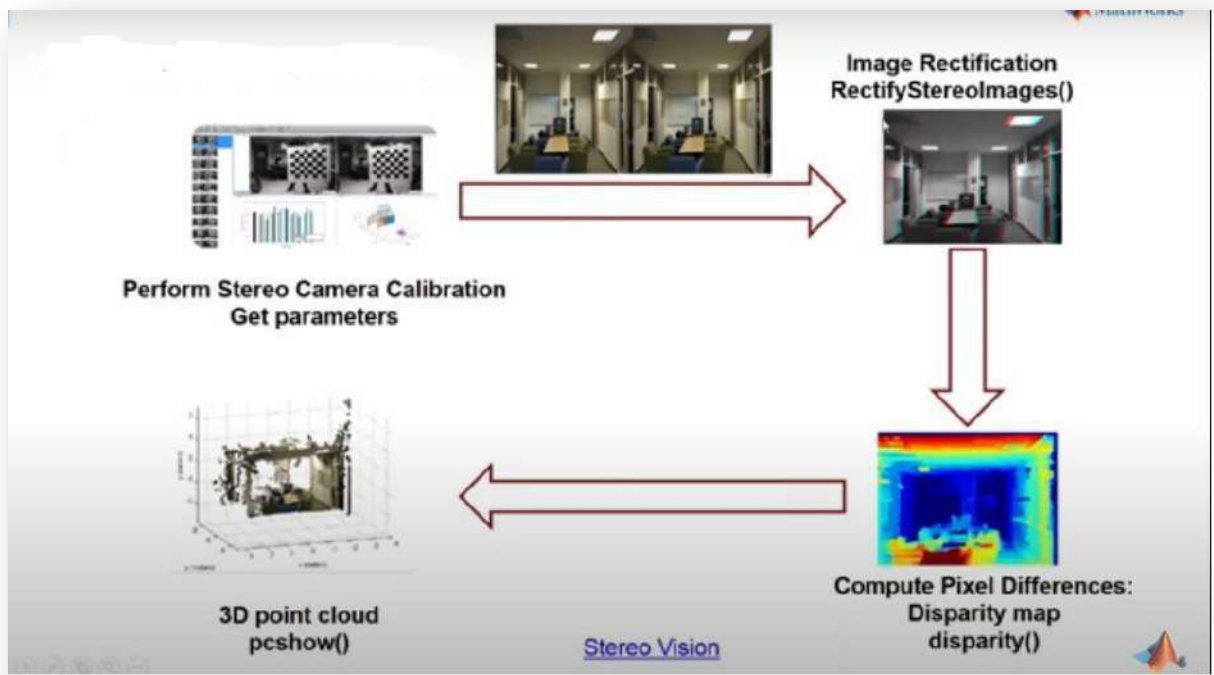 MathWorks
Image Rectification
RectifyStereoImages()
Perform Stereo Camera Calibration
Get parameters
Compute Pixel Differences:
Disparity map
disparity()
3D point cloud
pcshow()
Stereo Vision